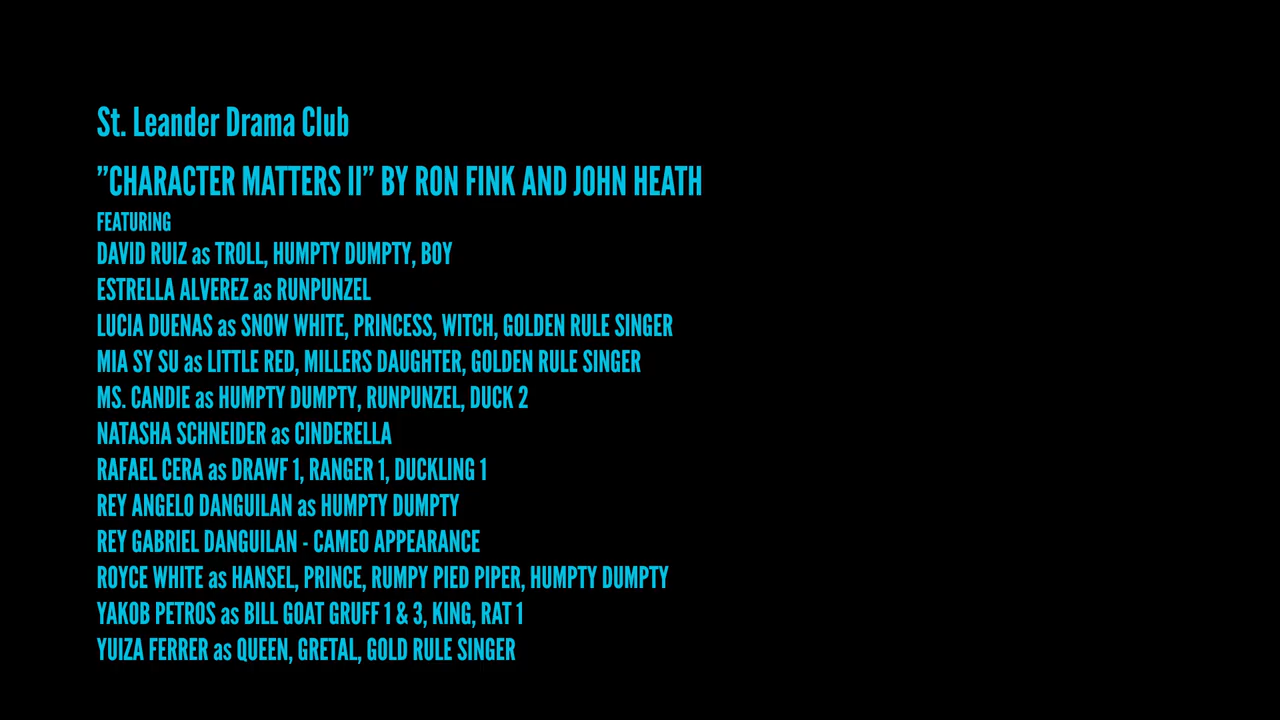 St. Leander Drama Club
”CHARACTER MATTERS II” BY RON FINK AND JOHN HEATH
FEATURING
DAVID RUIZ as TROLL, HUMPTY DUMPTY, BOY
ESTRELLA ALVEREZ as RUNPUNZEL
LUCIA DUENAS as SNOW WHITE, PRINCESS, WITCH, GOLDEN RULE SINGER
MIA SY SU as LITTLE RED, MILLERS DAUGHTER, GOLDEN RULE SINGER
MS. CANDIE as HUMPTY DUMPTY, RUNPUNZEL, DUCK 2
NATASHA SCHNEIDER as CINDERELLA
RAFAEL CERA as DRAWF 1, RANGER 1, DUCKLING 1
REY ANGELO DANGUILAN as HUMPTY DUMPTY
REY GABRIEL DANGUILAN - CAMEO APPEARANCE
ROYCE WHITE as HANSEL, PRINCE, RUMPY PIED PIPER, HUMPTY DUMPTY
YAKOB PETROS as BILL GOAT GRUFF 1 & 3, KING, RAT 1
YUIZA FERRER as QUEEN, GRETAL, GOLD RULE SINGER